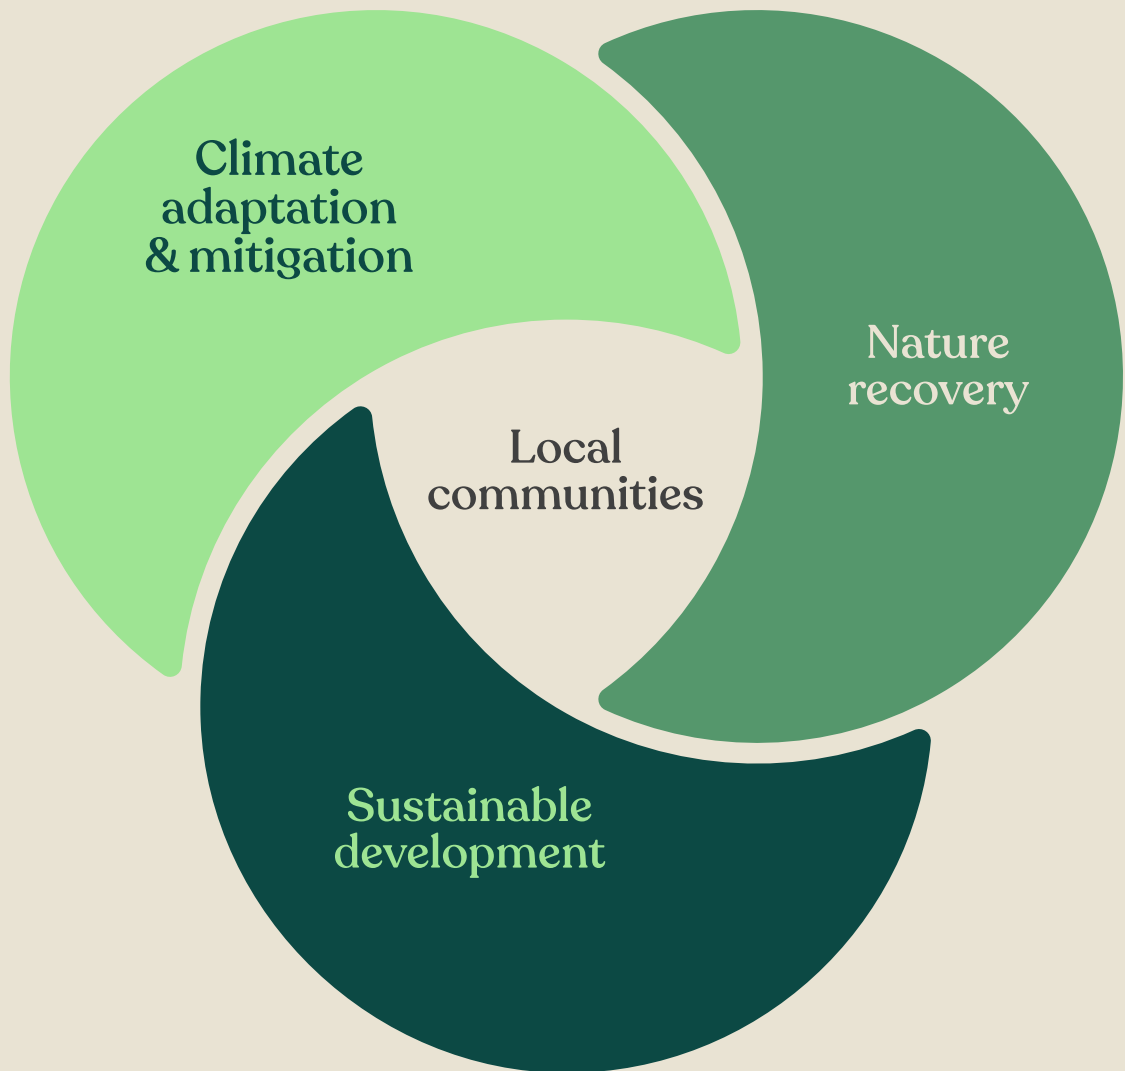 Climate
adaptation
& mitigation
Nature
recovery
Local
communities
Sustainable
development